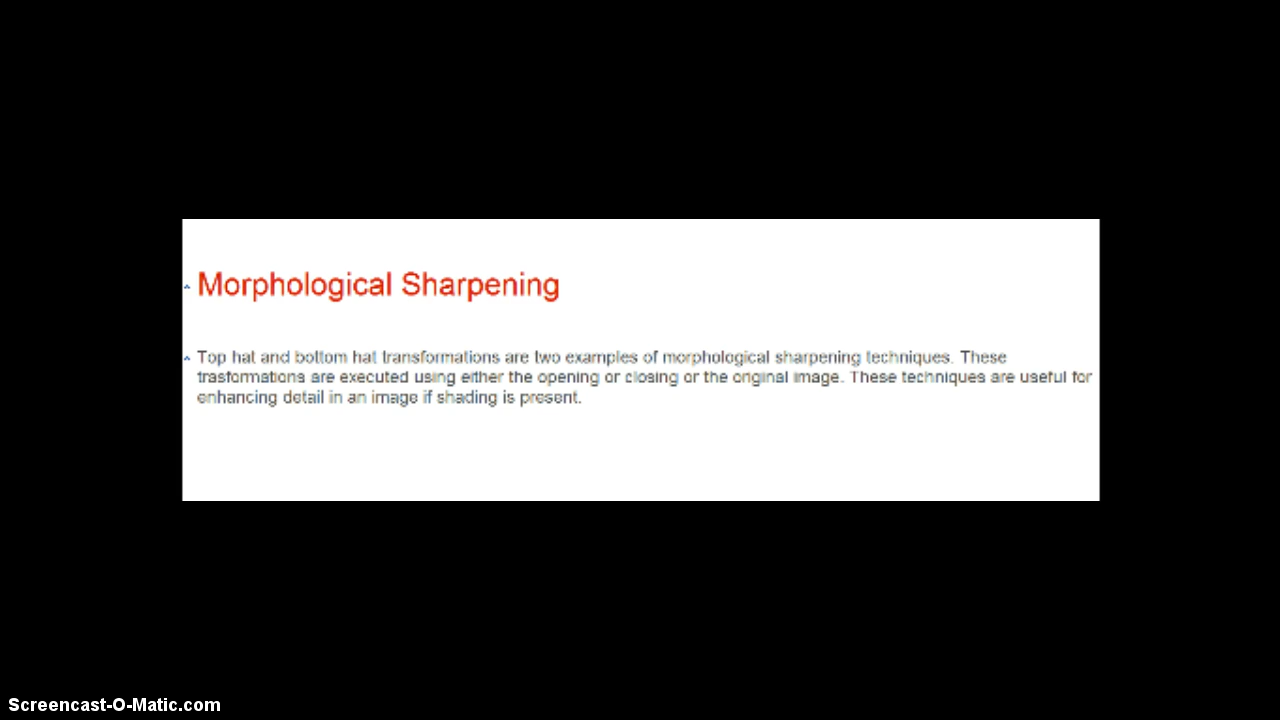 Morphological Sharpening
Top hat and bottom hat transformations are two examples of morphological sharpening techniques. These
trasformations are executed using either the opening or closing or the original image. These techniques are useful for
enhancing detail in an image if shading is present.
Screencast-O-Matic.com